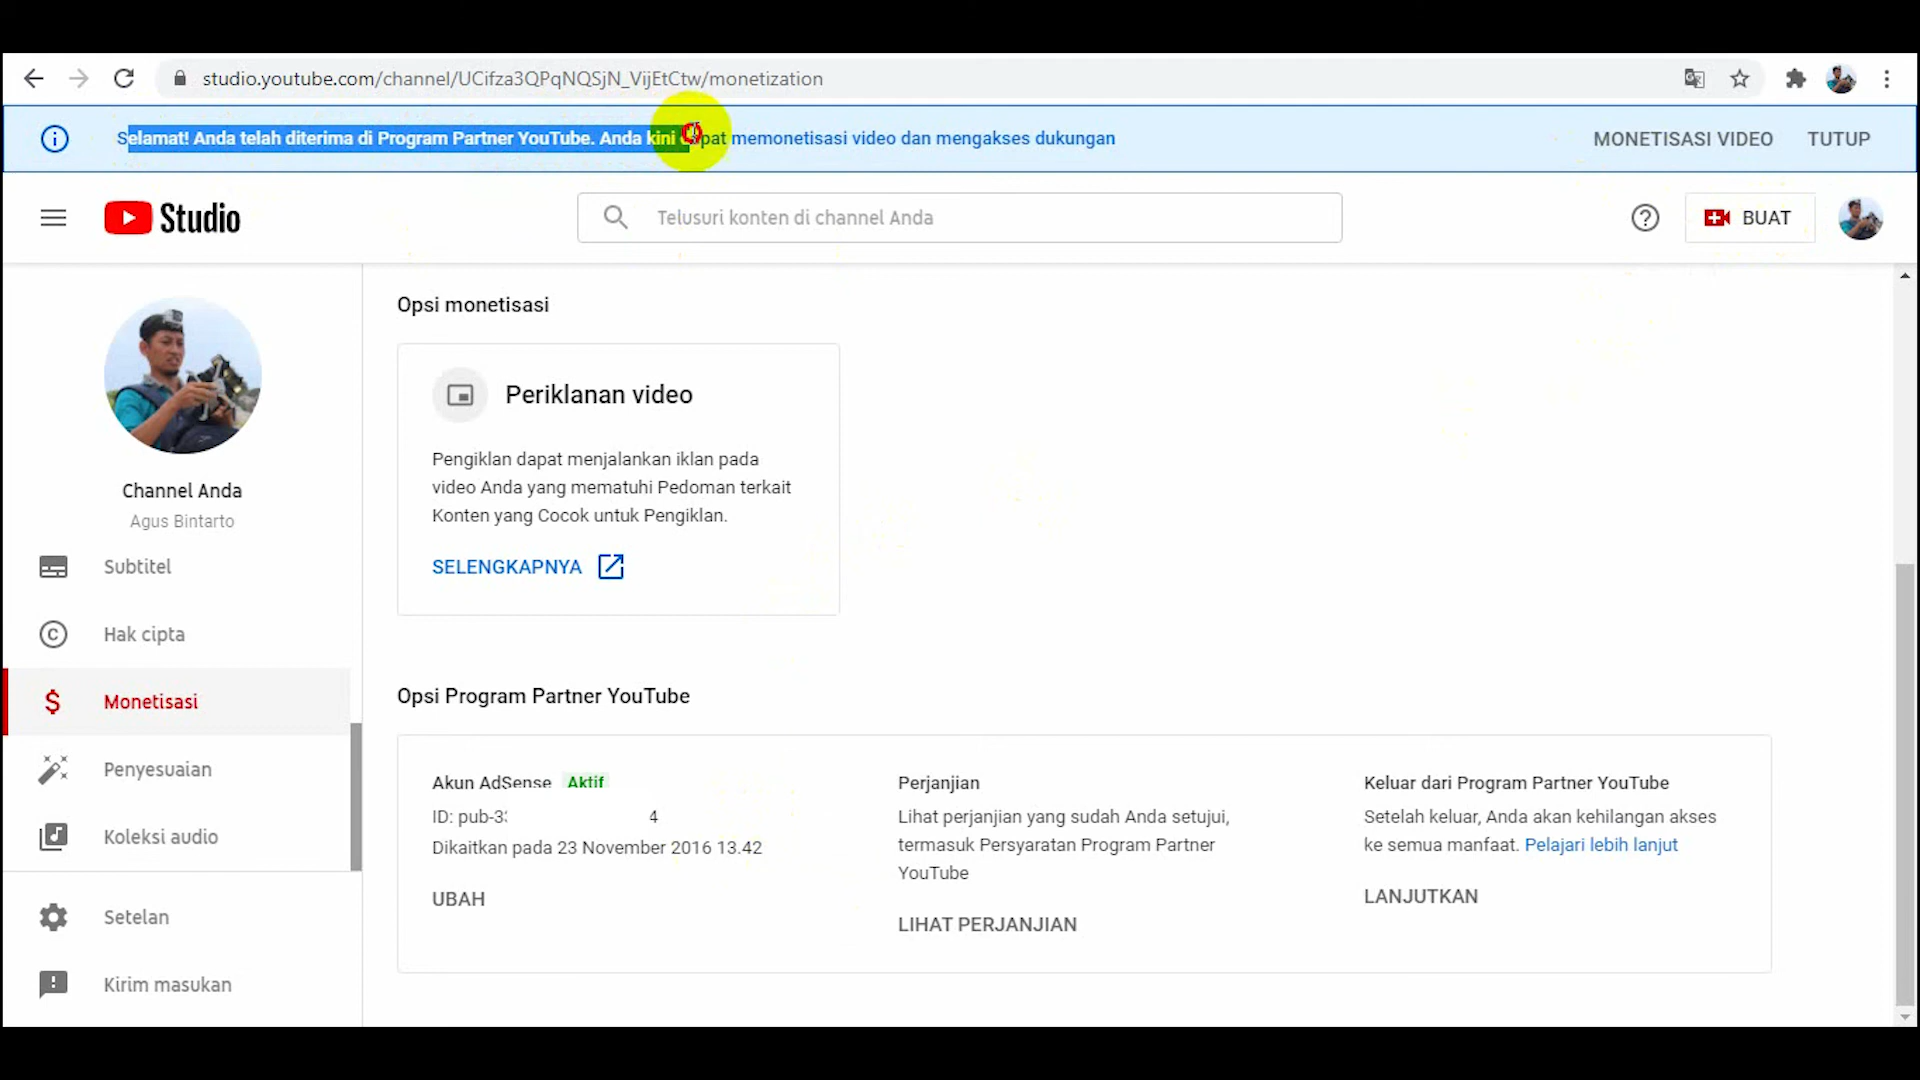 studio.youtube.com/channel/UCifza3QPqNQSjN_VijEtCtw/monetization
Selamat! Anda telah diterima di Program Partner YouTube. Anda kini dapat memonetisasi video dan mengakses dukungan
MONETISASI VIDEO
TUTUP
Studio
Telusuri konten di channel Anda
BUAT
Channel Anda
Agus Bintarto
Subtitel
Hak cipta
Monetisasi
Penyesuaian
Koleksi audio
Setelan
Kirim masukan
Opsi monetisasi
Periklanan video
Pengiklan dapat menjalankan iklan pada
video Anda yang mematuhi Pedoman terkait
Konten yang Cocok untuk Pengiklan.
SELENGKAPNYA
Opsi Program Partner YouTube
Akun AdSense Aktif
ID: pub-3 4
Dikaitkan pada 23 November 2016 13.42
UBAH
Perjanjian
Lihat perjanjian yang sudah Anda setujui,
termasuk Persyaratan Program Partner
YouTube
LIHAT PERJANJIAN
Keluar dari Program Partner YouTube
Setelah keluar, Anda akan kehilangan akses
ke semua manfaat. Pelajari lebih lanjut
LANJUTKAN